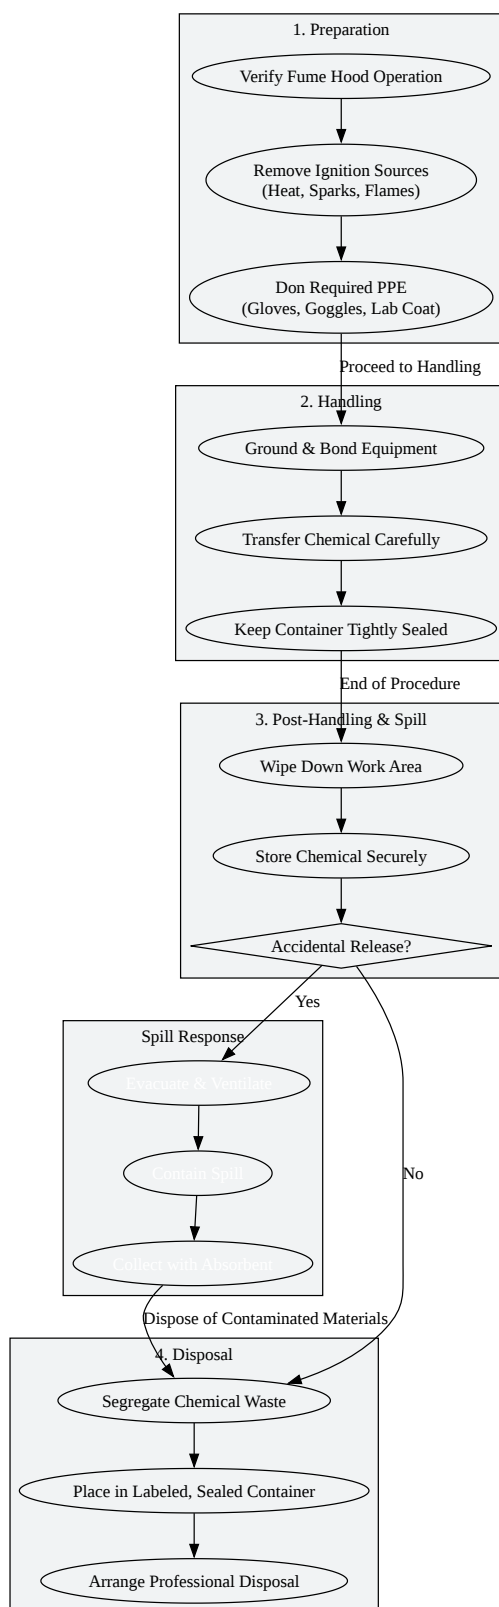 1. Preparation
Verify Fume Hood Operation
Remove Ignition Sources
(Heat, Sparks, Flames)
Don Required PPE
(Gloves, Goggles, Lab Coat)
Proceed to Handling
2. Handling
Ground & Bond Equipment
Transfer Chemical Carefully
Keep Container Tightly Sealed
End of Procedure
3. Post-Handling & Spill
Wipe Down Work Area
Store Chemical Securely
Accidental Release?
Yes
Spill Response
Evacuate & Ventilate
Contain Spill
No
Collect with Absorbent
Dispose of Contaminated Materials
4. Disposal
Segregate Chemical Waste
Place in Labeled, Sealed Container
Arrange Professional Disposal